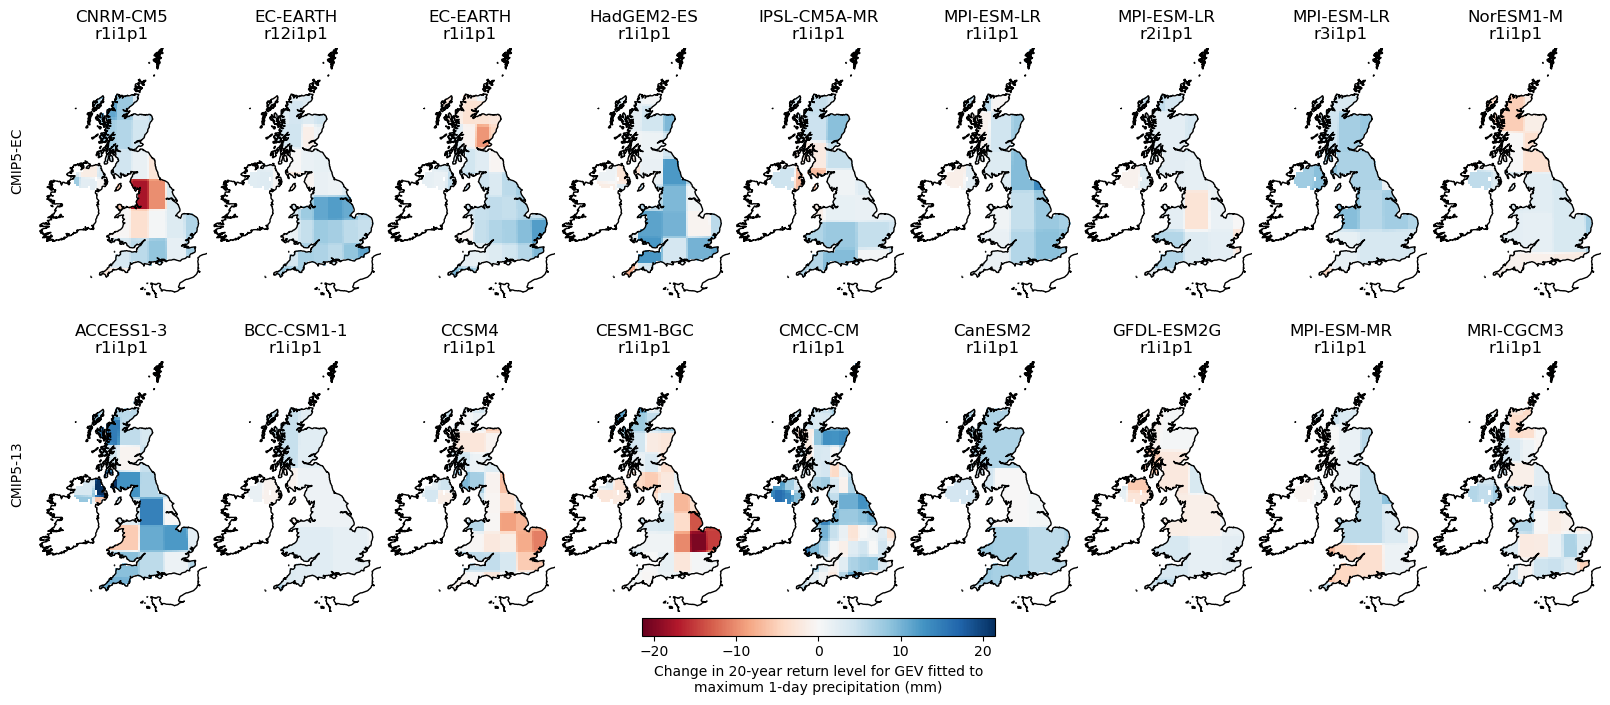 CNRM-CM5 EC-EARTH EC-EARTH HadGEM2-ES IPSL-CM5A-MR MPI-ESM-LR MPI-ESM-LR MPI-ESM-LR NorESM1-M
r1i1p1 r12i1p1 r1i1p1 r1i1p1 r1i1p1 r1i1p1 r2i1p1 r3i1p1 r1i1p1
CMIP5-EC
ACCESS1-3 BCC-CSM1-1 CCSM4 CESM1-BGC CMCC-CM CanESM2 GFDL-ESM2G MPI-ESM-MR MRI-CGCM3
r1i1p1 r1i1p1 r1i1p1 r1i1p1 r1i1p1 r1i1p1 r1i1p1 r1i1p1 r1i1p1
CMIP5-13
−20 −10 0 10 20
Change in 20-year return level for GEV fitted to
maximum 1-day precipitation (mm)